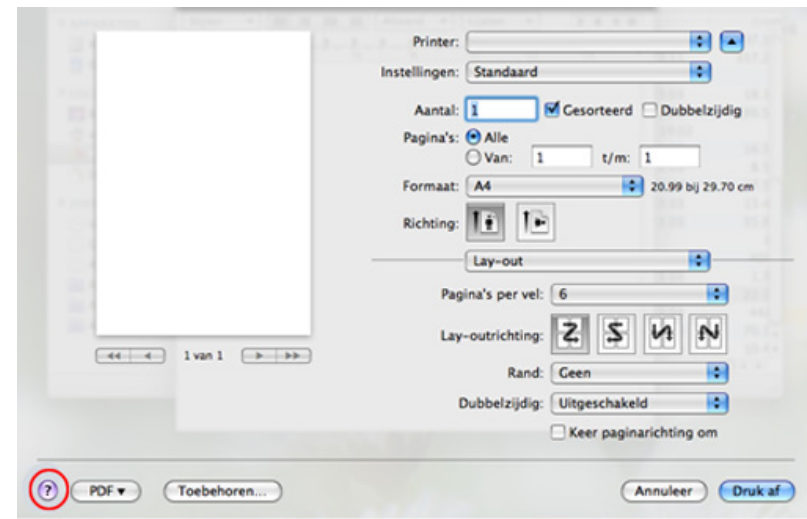 Printer:
Instellingen: Standaard
Aantal: 1 Gesorteerd Dubbelzijdig
Pagina's: Alle
Van: 1 t/m: 1
Formaat: A4 20.99 bij 29.70 cm
Richting:
Lay-out
Pagina's per vel: 6
Lay-outrichting:
1 van 1
Rand: Geen
Dubbelzijdig: Uitgeschakeld
Keer paginarichting om
? PDF Toebehoren... Annuleer Druk af